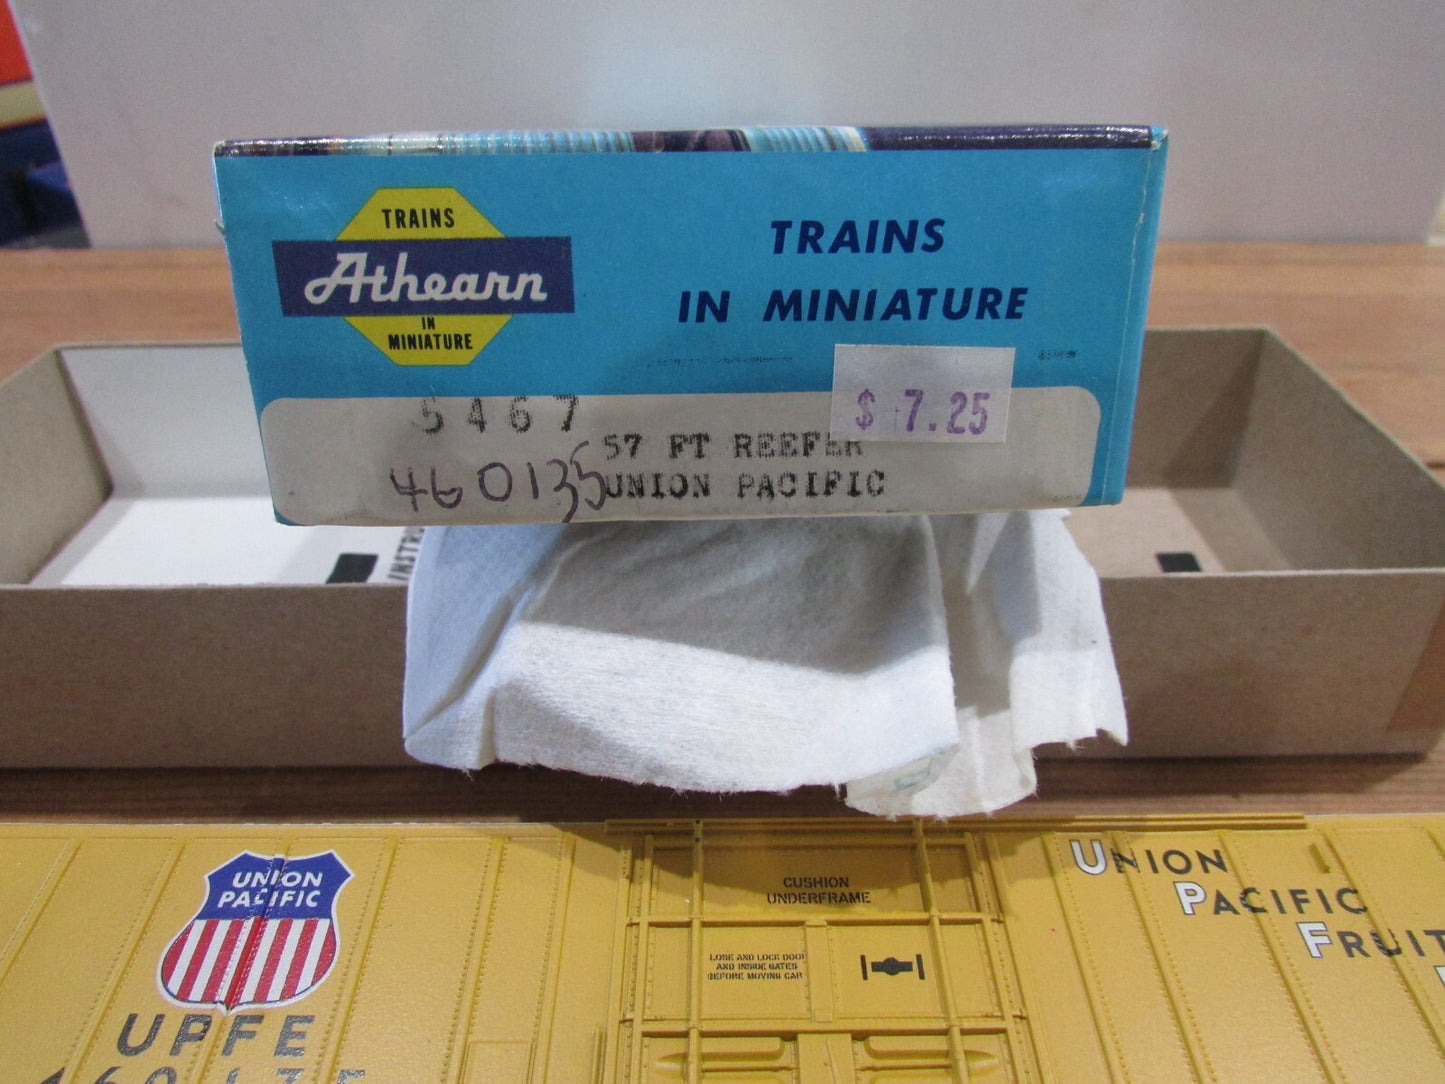 TRAINS
Athearn
IN
MINIATURE
TRAINS
IN MINIATURE
$ 7.25
5467
57 FT REEFER
460135
UNION PACIFIC
INSTR
UNION
PACIFIC
UPFE
CUSHION
UNDERFRAME
LOSE AND LOCK DOOR
AND INSIDE GATES
BEFORE MOVING CAR
UNION
PACIFIC
FRUIT